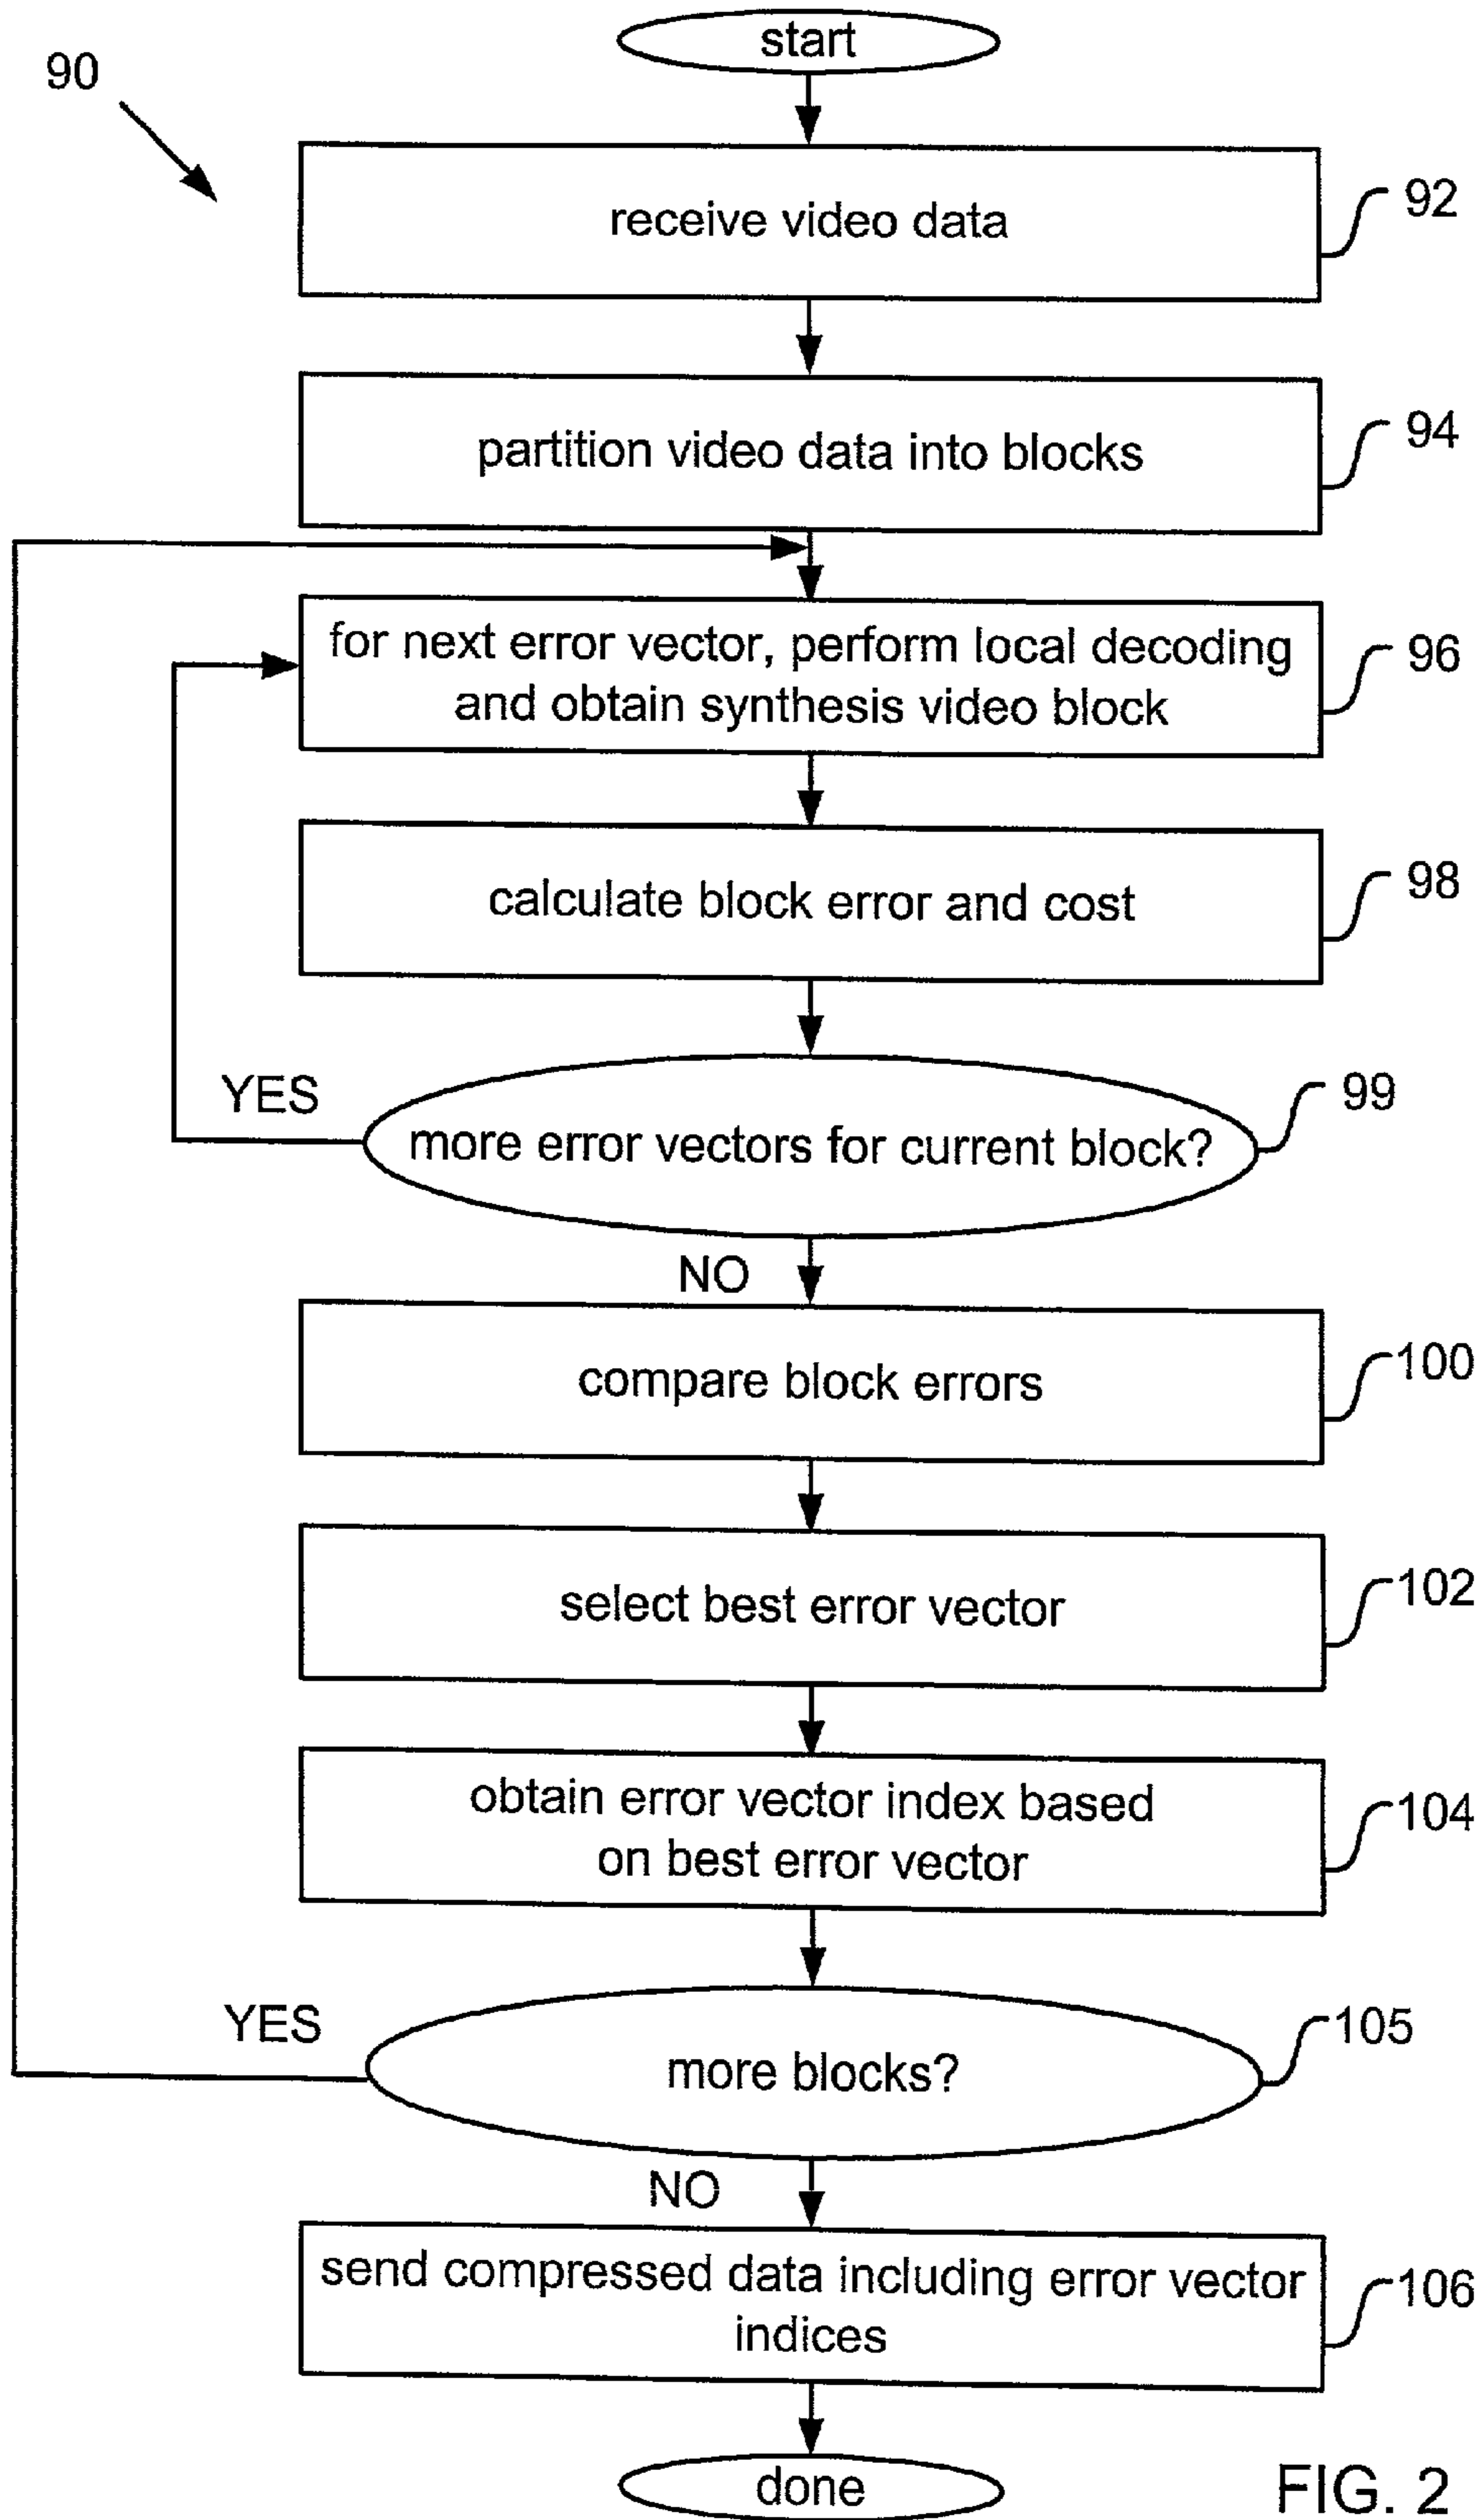 start
90
receive video data
92
partition video data into blocks
94
for next error vector, perform local decoding
and obtain synthesis video block
96
calculate block error and cost
98
YES
more error vectors for current block?
99
NO
compare block errors
100
select best error vector
102
obtain error vector index based
on best error vector
104
YES
more blocks?
105
NO
send compressed data including error vector
indices
106
done
FIG. 2